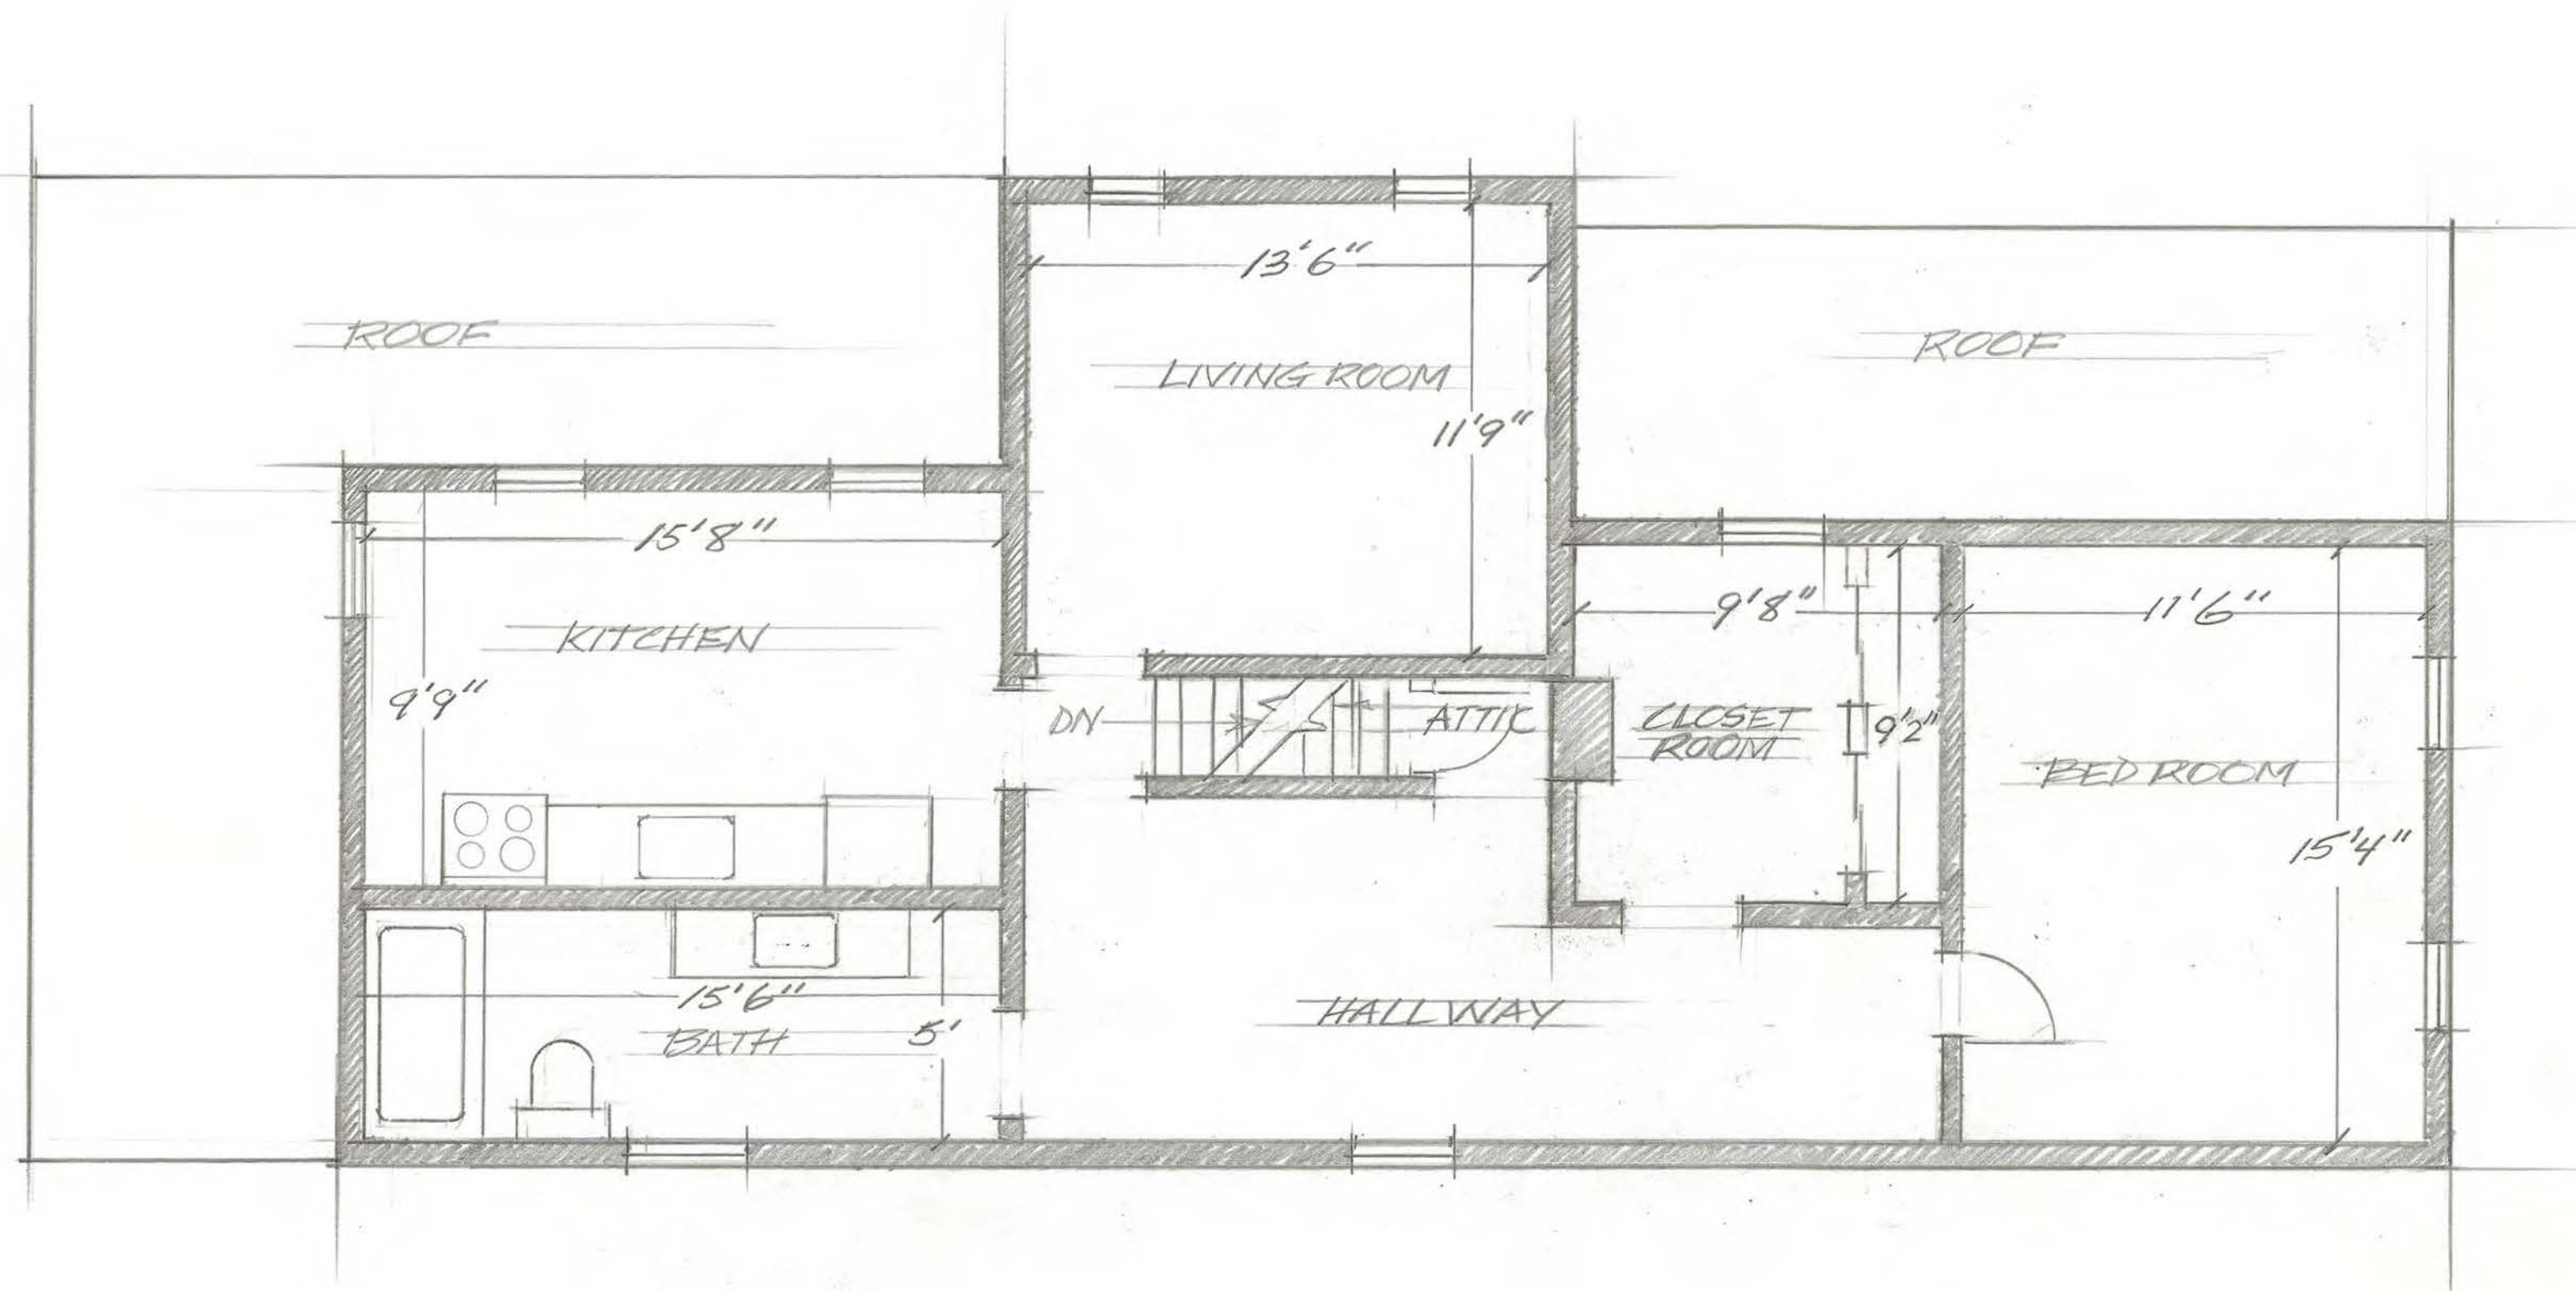 13'6"
ROOF
ROOF
LIVING ROOM
11'9"
15'8"
9'8"
11'6"
KITCHEN
9'9"
DN
ATTIC
CLOSET
ROOM
9'2"
BEDROOM
15'4"
15'6"
BATH
5'
HALLWAY